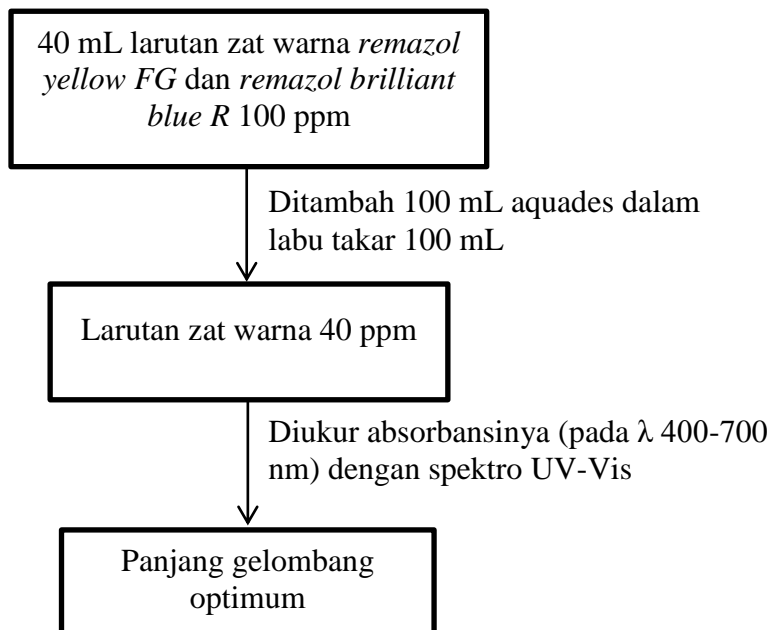 40 mL larutan zat warna remazol
yellow FG dan remazol brilliant
blue R 100 ppm
Ditambah 100 mL aquades dalam
labu takar 100 mL
Larutan zat warna 40 ppm
Diukur absorbansinya (pada λ 400-700
nm) dengan spektro UV-Vis
Panjang gelombang
optimum